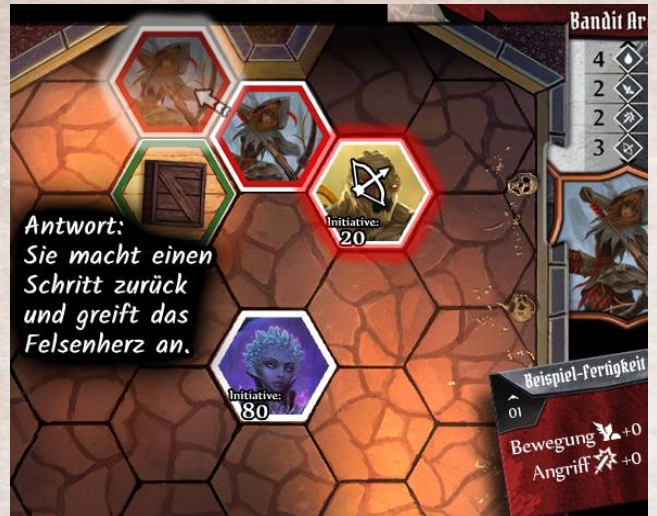 Bandit Ar
4
2
2
3
Initiative:
20
Antwort:
Sie macht einen
Schritt zurück
und greift das
Felsenherz an.
Initiative:
80
Beispiel-Fertigkeit
01
Bewegung +0
Angriff +0